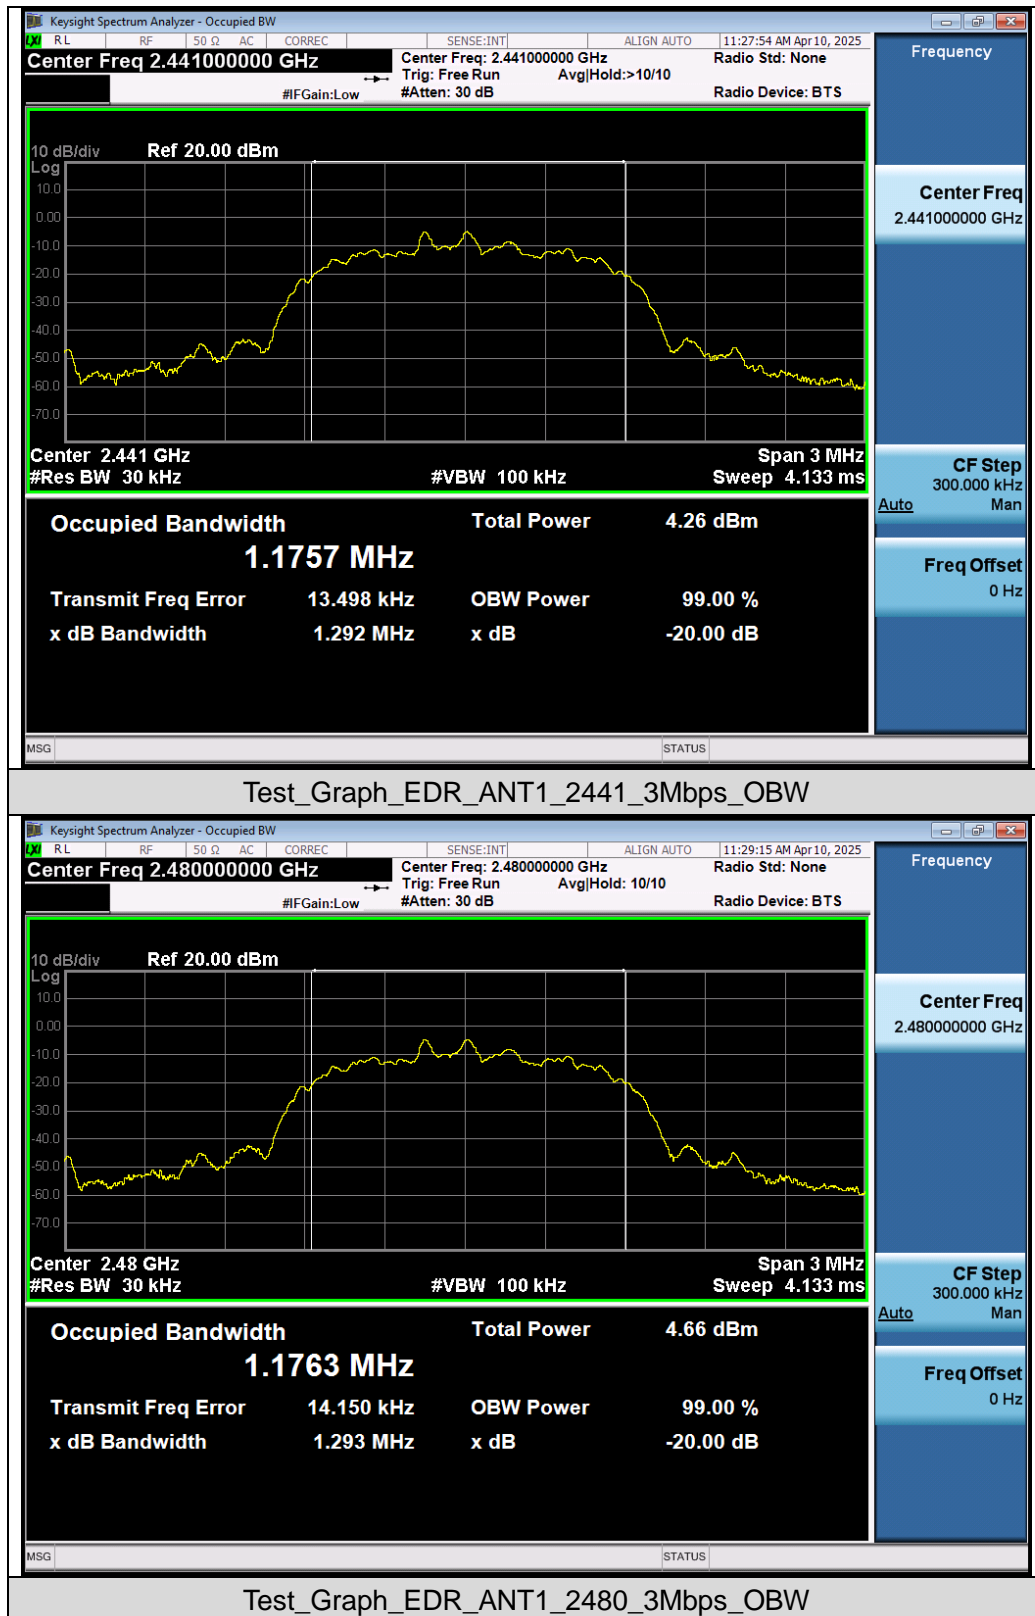 Keysight Spectrum Analyzer - Occupied BW
LXI RL RF 50 Ω AC CORREC SENSE:INT ALIGN AUTO 11:27:54 AM Apr 10, 2025
Center Freq 2.441000000 GHz
Center Freq: 2.441000000 GHz
Radio Std: None
Trig: Free Run Avg|Hold:>10/10
#IFGain:Low
#Atten: 30 dB
Radio Device: BTS
Frequency
10 dB/div Ref 20.00 dBm
Log
10.0
0.00
-10.0
-20.0
-30.0
-40.0
-50.0
-60.0
-70.0
Center 2.441 GHz Span 3 MHz
#Res BW 30 kHz #VBW 100 kHz Sweep 4.133 ms
Center Freq
2.441000000 GHz
CF Step
300.000 kHz
Auto Man
Freq Offset
0 Hz
Occupied Bandwidth Total Power 4.26 dBm
1.1757 MHz
Transmit Freq Error 13.498 kHz OBW Power 99.00 %
x dB Bandwidth 1.292 MHz x dB -20.00 dB
MSG STATUS
Test_Graph_EDR_ANT1_2441_3Mbps_OBW
Keysight Spectrum Analyzer - Occupied BW
LXI RL RF 50 Ω AC CORREC SENSE:INT ALIGN AUTO 11:29:15 AM Apr 10, 2025
Center Freq 2.480000000 GHz
Center Freq: 2.480000000 GHz
Radio Std: None
Trig: Free Run Avg|Hold: 10/10
#IFGain:Low
#Atten: 30 dB
Radio Device: BTS
Frequency
10 dB/div Ref 20.00 dBm
Log
10.0
0.00
-10.0
-20.0
-30.0
-40.0
-50.0
-60.0
-70.0
Center 2.48 GHz Span 3 MHz
#Res BW 30 kHz #VBW 100 kHz Sweep 4.133 ms
Center Freq
2.480000000 GHz
CF Step
300.000 kHz
Auto Man
Freq Offset
0 Hz
Occupied Bandwidth Total Power 4.66 dBm
1.1763 MHz
Transmit Freq Error 14.150 kHz OBW Power 99.00 %
x dB Bandwidth 1.293 MHz x dB -20.00 dB
MSG STATUS
Test_Graph_EDR_ANT1_2480_3Mbps_OBW